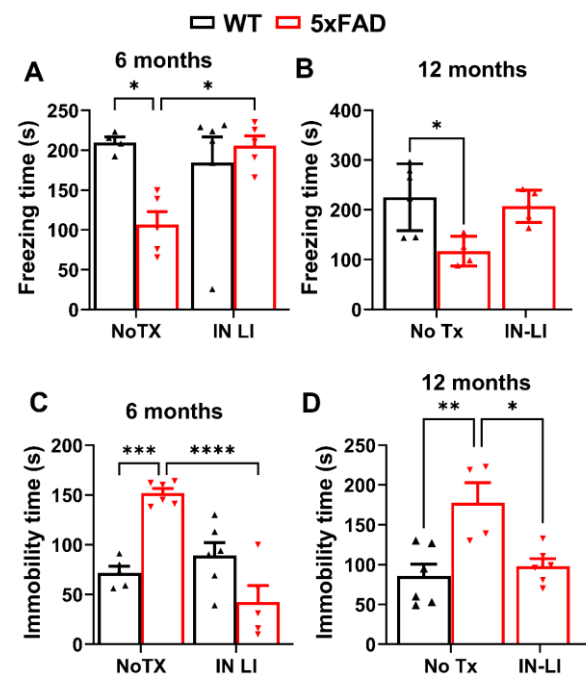 WT 5xFAD
A 6 months
* *
Freezing time (s)
250
200
150
100
50
0
NoTX IN LI
B 12 months
*
Freezing time (s)
400
300
200
100
0
No Tx IN-LI
C 6 months
*** ****
Immobility time (s)
200
150
100
50
0
NoTX IN LI
D 12 months
** *
Immobility time (s)
250
200
150
100
50
0
No Tx IN-LI